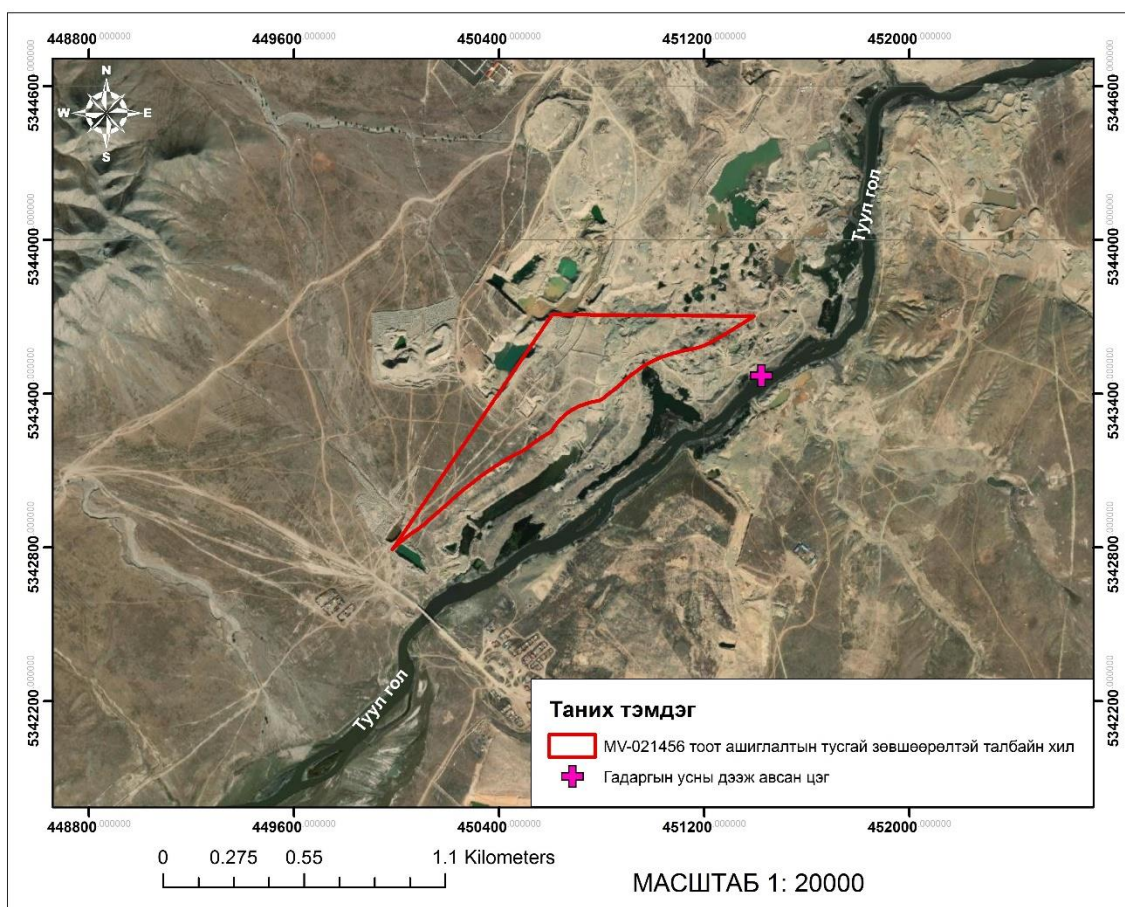 448800.000000 449600.000000 450400.000000 451200.000000 452000.000000
5344600.000000 5344600.000000
N
W E
S
Туул гол
5344000.000000 5344000.000000
5343400.000000 5343400.000000
5342800.000000 5342800.000000
5342200.000000 5342200.000000
Туул гол
Таних тэмдэг
MV-021456 тоот ашиглалтын тусгай зөвшөөрөлтэй талбайн хил
Гадаргын усны дээж авсан цэг
448800.000000 449600.000000 450400.000000 451200.000000 452000.000000
0 0.275 0.55 1.1 Kilometers
МАСШТАБ 1: 20000